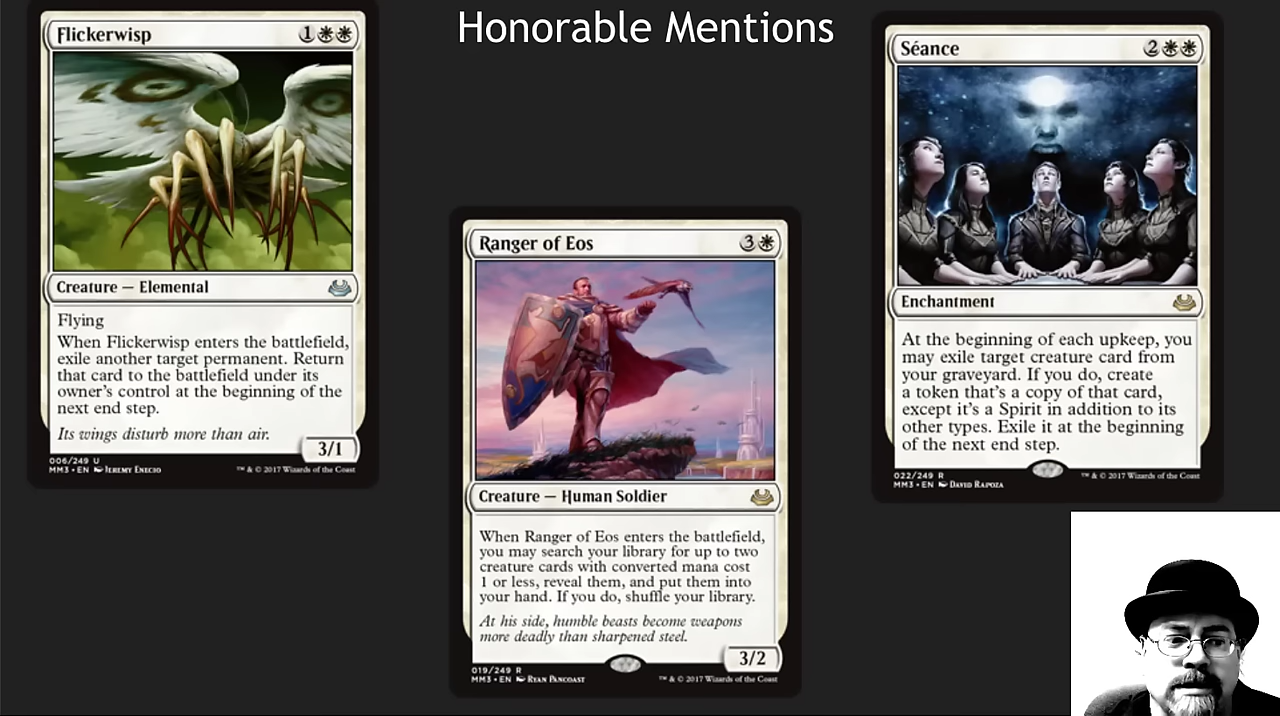 Honorable Mentions
Flickerwisp 1
Creature — Elemental
Flying
When Flickerwisp enters the battlefield,
exile another target permanent. Return
that card to the battlefield under its
owner's control at the beginning of the
next end step.
Its wings disturb more than air.
3/1
006/249 U
MM3 • EN Jeremy Enecio
™ & © 2017 Wizards of the Coast
Ranger of Eos 3
Creature — Human Soldier
When Ranger of Eos enters the battlefield,
you may search your library for up to two
creature cards with converted mana cost
1 or less, reveal them, and put them into
your hand. If you do, shuffle your library.
At his side, humble beasts become weapons
more deadly than sharpened steel.
3/2
019/249 R
MM3 • EN Ryan Pancoast
™ & © 2017 Wizards of the Coast
Séance 2
Enchantment
At the beginning of each upkeep, you
may exile target creature card from
your graveyard. If you do, create
a token that's a copy of that card,
except it's a Spirit in addition to its
other types. Exile it at the beginning
of the next end step.
022/249 R
MM3 • EN David Rapoza
™ & © 2017 Wizards of the Coast